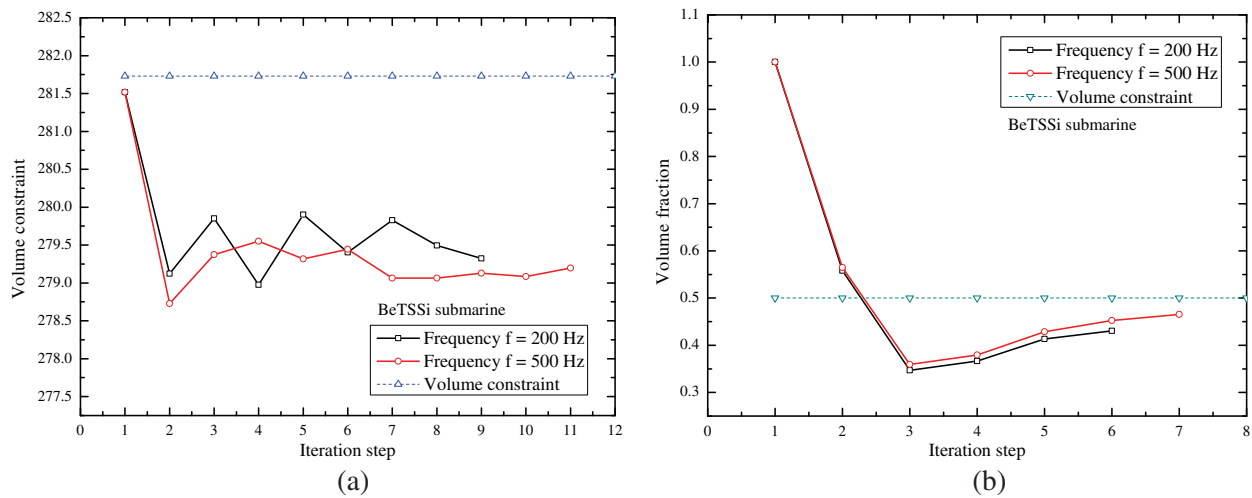 282.5
282.0
281.5
281.0
280.5
280.0
279.5
279.0
278.5
278.0
277.5
Volume constraint
BeTSSi submarine
Frequency f = 200 Hz
Frequency f = 500 Hz
Volume constraint
0 1 2 3 4 5 6 7 8 9 10 11 12
Iteration step
(a)
1.1
1.0
0.9
0.8
0.7
0.6
0.5
0.4
0.3
Volume fraction
Frequency f = 200 Hz
Frequency f = 500 Hz
Volume constraint
BeTSSi submarine
0 1 2 3 4 5 6 7 8
Iteration step
(b)